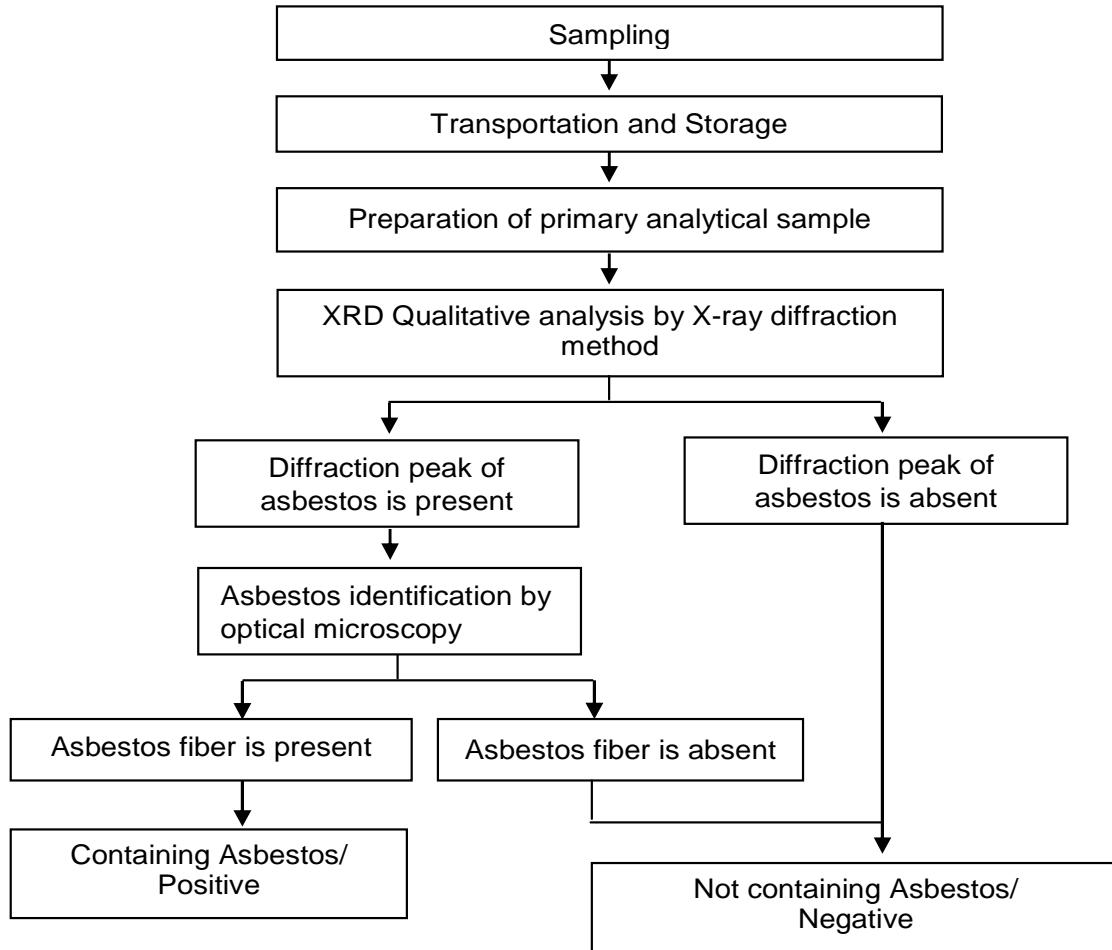 Sampling
Transportation and Storage
Preparation of primary analytical sample
XRD Qualitative analysis by X-ray diffraction
method
Diffraction peak of
asbestos is present
Diffraction peak of
asbestos is absent
Asbestos identification by
optical microscopy
Asbestos fiber is present
Asbestos fiber is absent
Containing Asbestos/
Positive
Not containing Asbestos/
Negative